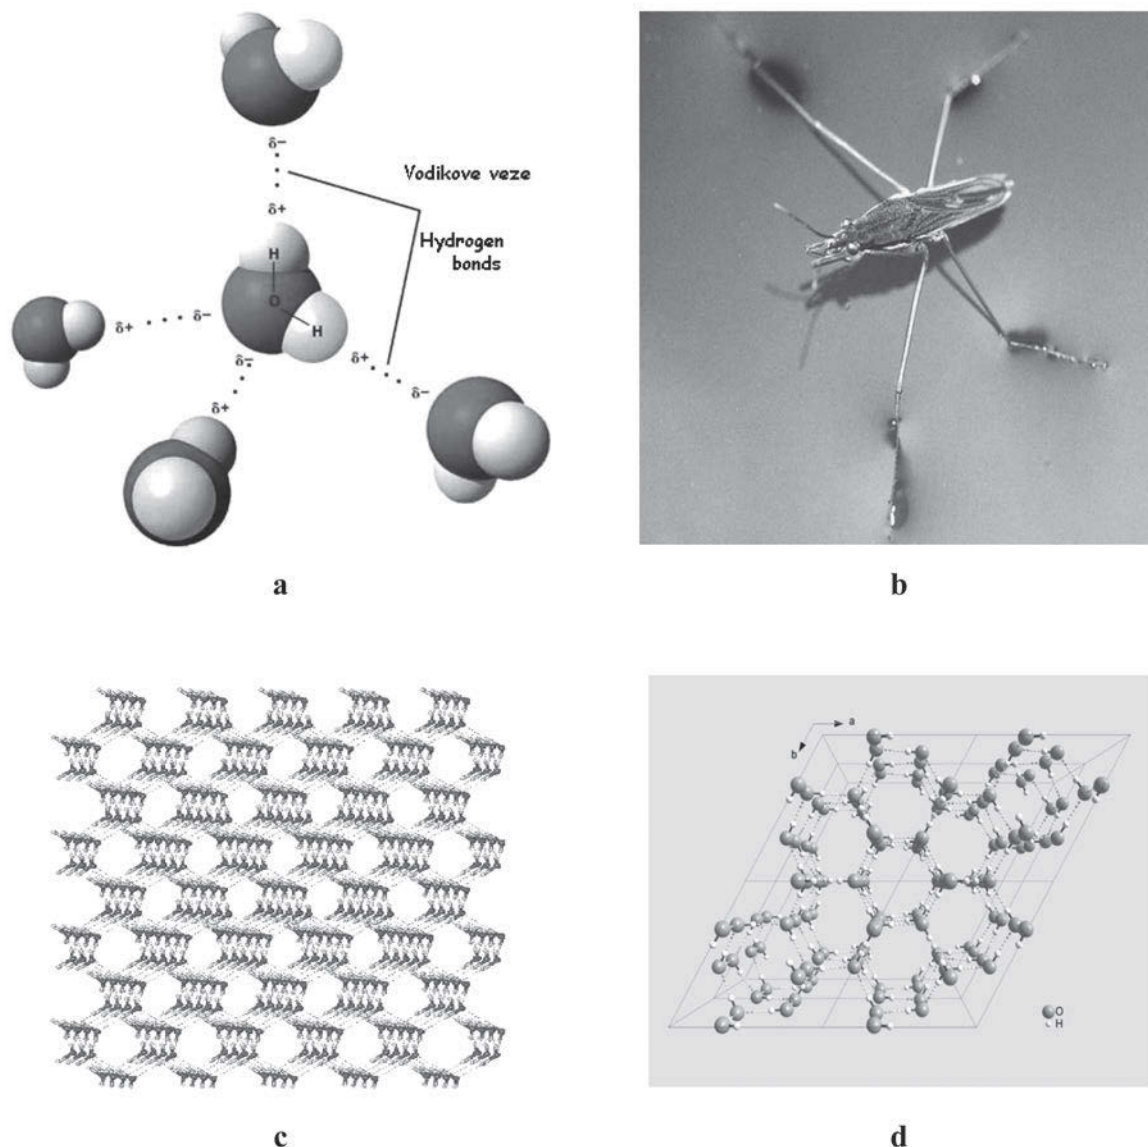 δ−
Vodikove veze
δ+
Hydrogen
bonds
H
O
H
δ+
δ−
δ−
δ+
δ+
δ−
a
b
a
b
O
H
c
d